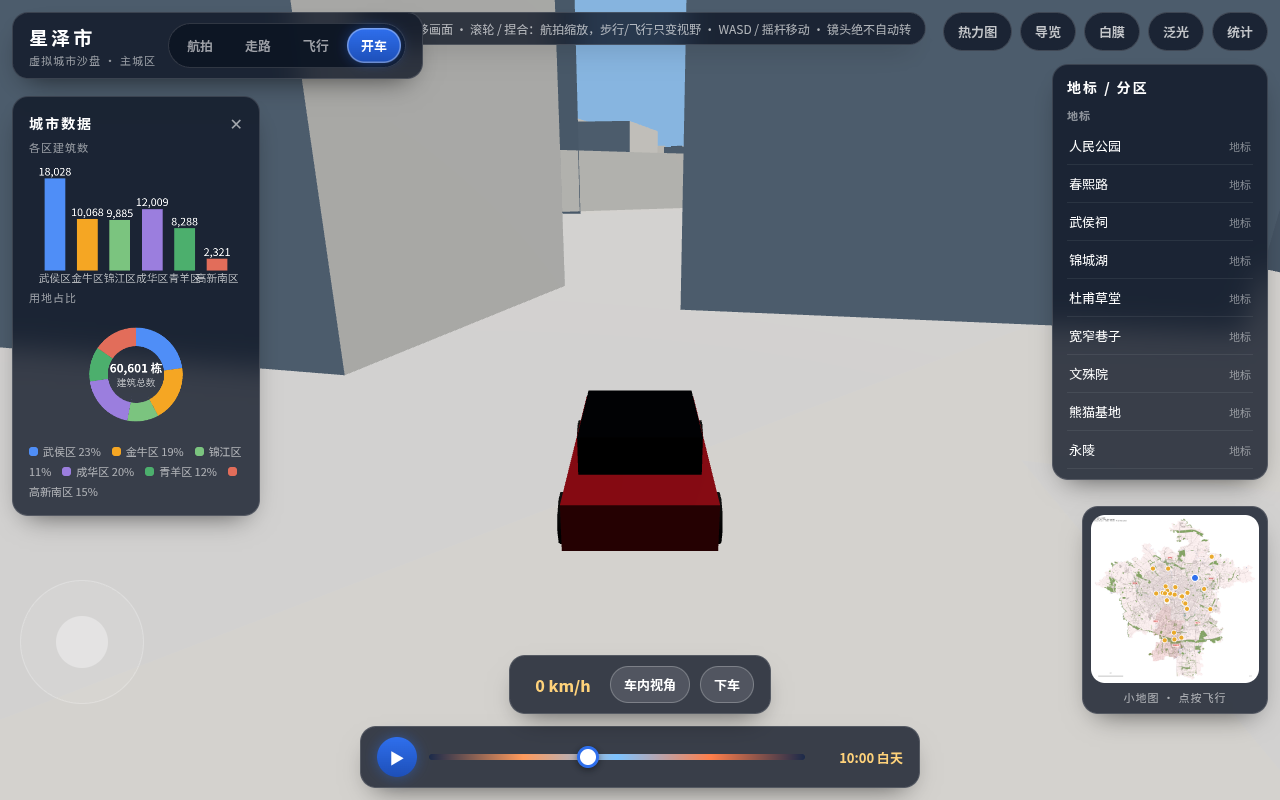 星泽市
虚拟城市沙盘 · 主城区
航拍
走路
飞行
开车
移画面 · 滚轮 / 捏合：航拍缩放，步行/飞行只变视野 · WASD / 摇杆移动 · 镜头绝不自动转
热力图
导览
白膜
泛光
统计
城市数据
×
各区建筑数
18,028
10,068
9,885
12,009
8,288
2,321
武侯区
金牛区
锦江区
成华区
青羊区
高新南区
用地占比
60,601 栋
建筑总数
武侯区 23% 金牛区 19% 锦江区
11% 成华区 20% 青羊区 12%
高新南区 15%
地标 / 分区
地标
人民公园 地标
春熙路 地标
武侯祠 地标
锦城湖 地标
杜甫草堂 地标
宽窄巷子 地标
文殊院 地标
熊猫基地 地标
永陵 地标
小地图 · 点按飞行
0 km/h
车内视角
下车
10:00 白天